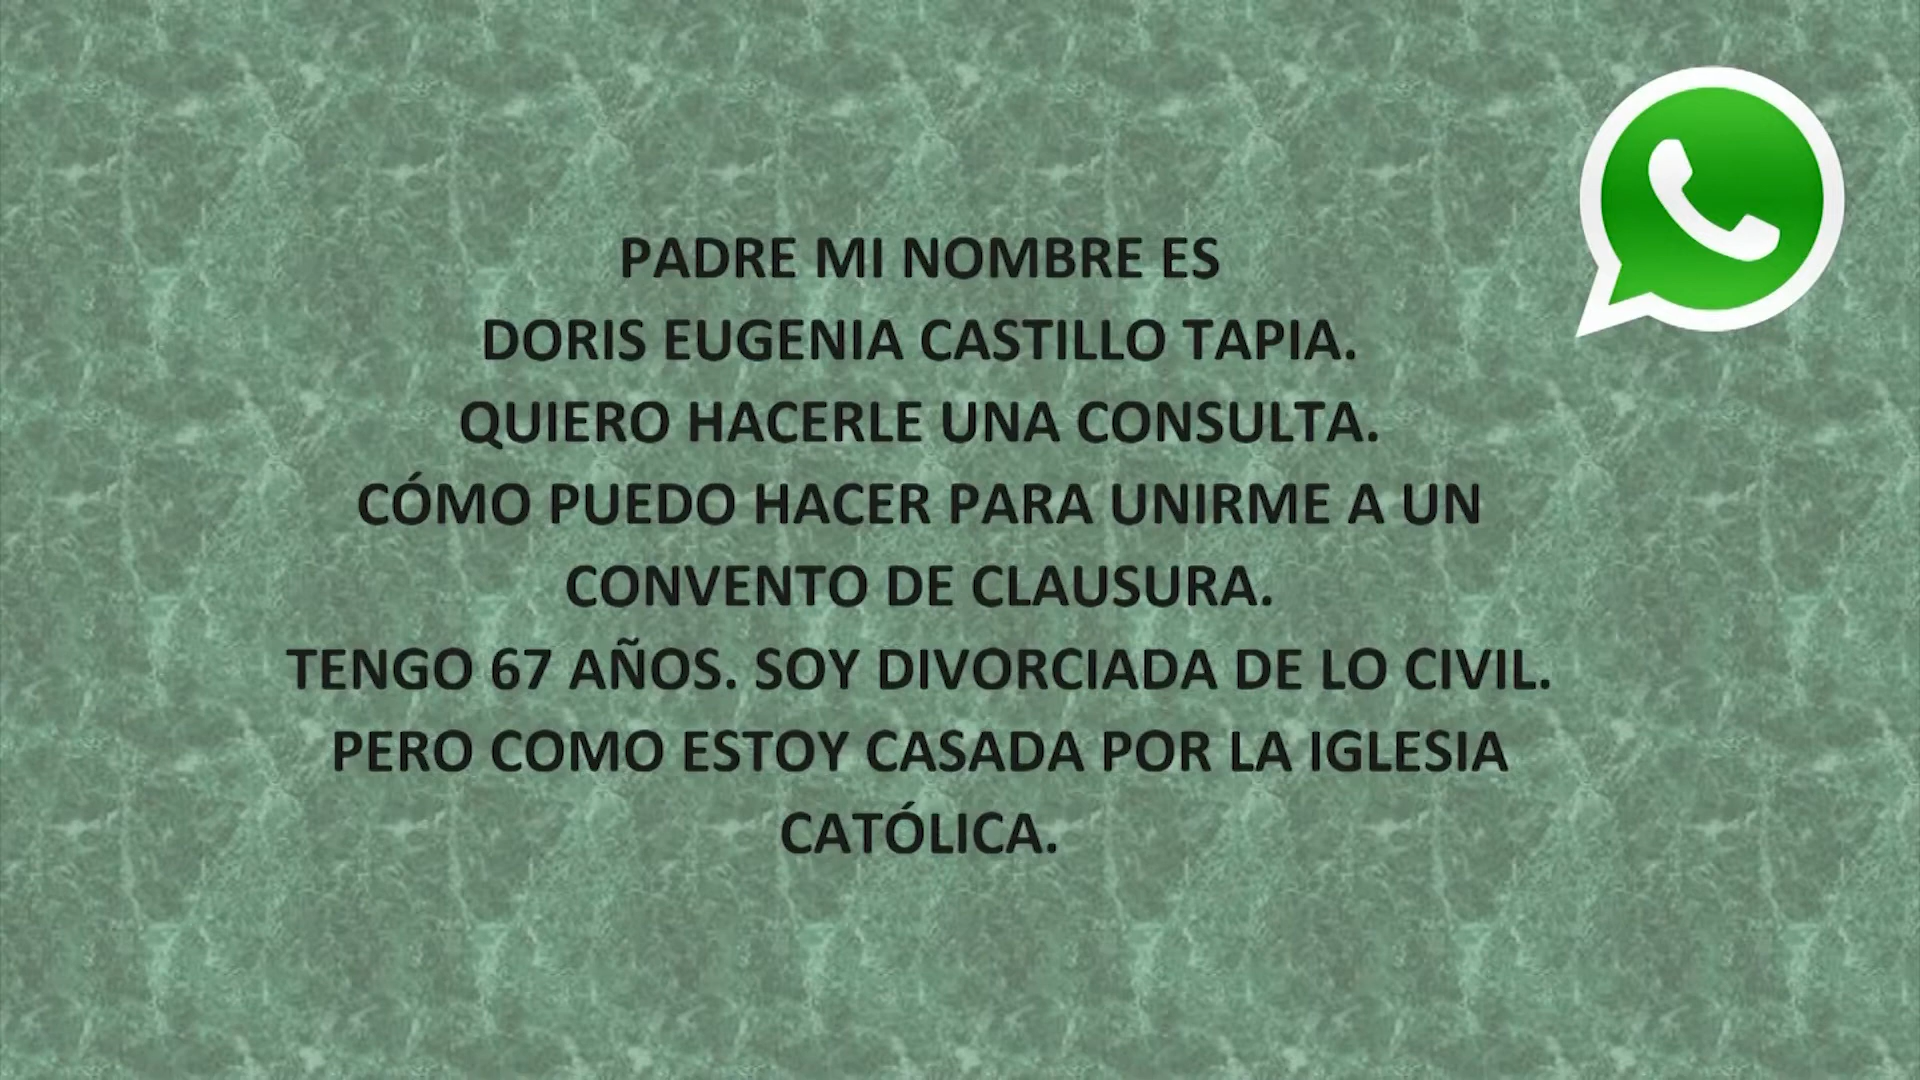 PADRE MI NOMBRE ES
DORIS EUGENIA CASTILLO TAPIA.
QUIERO HACERLE UNA CONSULTA.
CÓMO PUEDO HACER PARA UNIRME A UN
CONVENTO DE CLAUSURA.
TENGO 67 AÑOS. SOY DIVORCIADA DE LO CIVIL.
PERO COMO ESTOY CASADA POR LA IGLESIA
CATÓLICA.